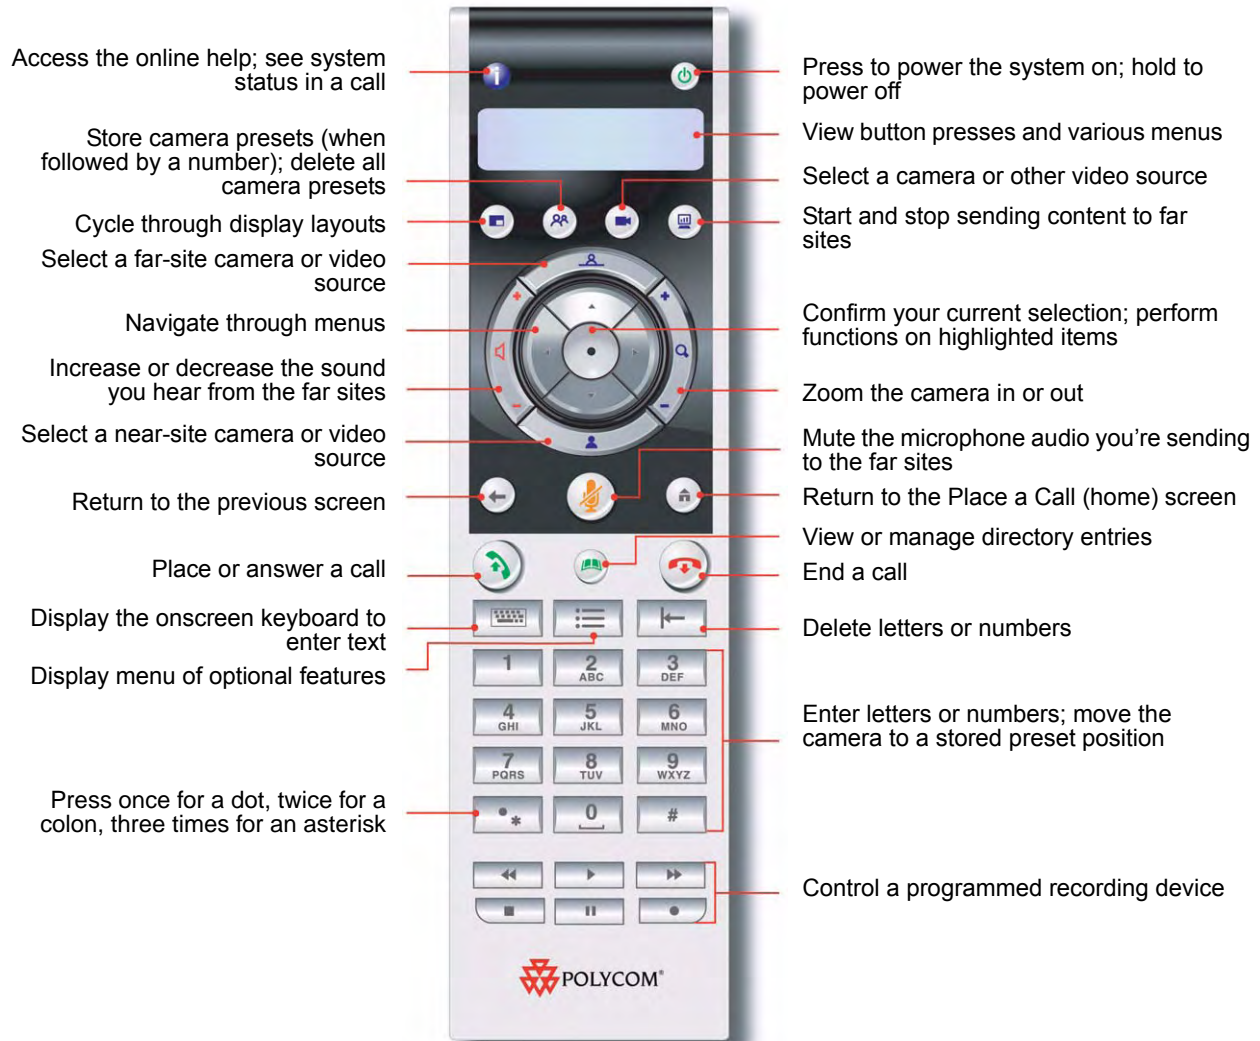 Access the online help; see system
status in a call
Store camera presets (when
followed by a number); delete all
camera presets
Cycle through display layouts
Select a far-site camera or video
source
Navigate through menus
Increase or decrease the sound
you hear from the far sites
Select a near-site camera or video
source
Return to the previous screen
Place or answer a call
Display the onscreen keyboard to
enter text
Display menu of optional features
Press once for a dot, twice for a
colon, three times for an asterisk
i
1
2
ABC
3
DEF
4
GHI
5
JKL
6
MNO
7
PQRS
8
TUV
9
WXYZ
*
0
#
POLYCOM®
Press to power the system on; hold to
power off
View button presses and various menus
Select a camera or other video source
Start and stop sending content to far
sites
Confirm your current selection; perform
functions on highlighted items
Zoom the camera in or out
Mute the microphone audio you’re sending
to the far sites
Return to the Place a Call (home) screen
View or manage directory entries
End a call
Delete letters or numbers
Enter letters or numbers; move the
camera to a stored preset position
Control a programmed recording device